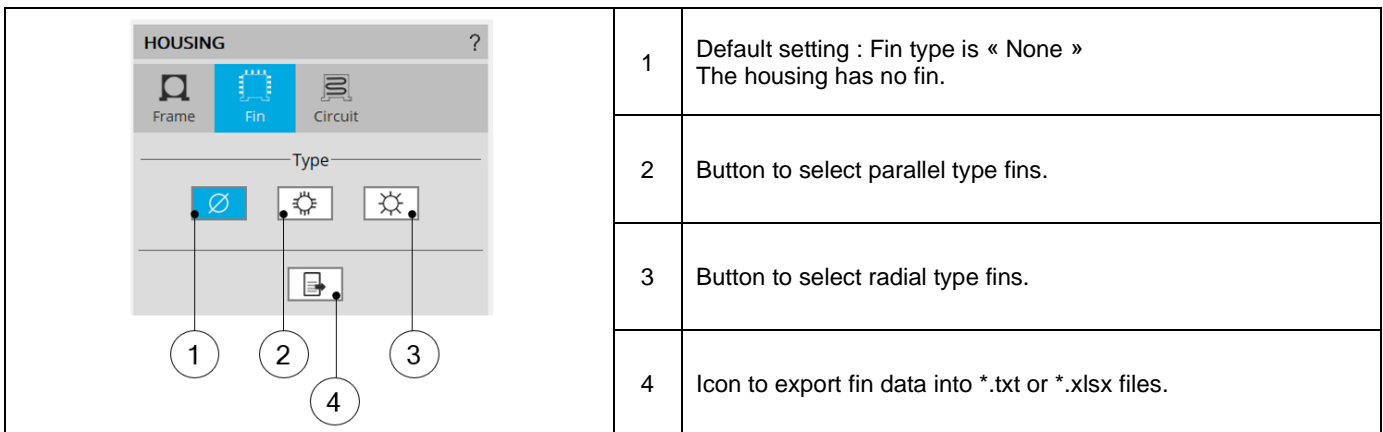 HOUSING ?
Frame Fin Circuit
Type
1 2 3
4
1 Default setting : Fin type is « None »
The housing has no fin.
2 Button to select parallel type fins.
3 Button to select radial type fins.
4 Icon to export fin data into *.txt or *.xlsx files.